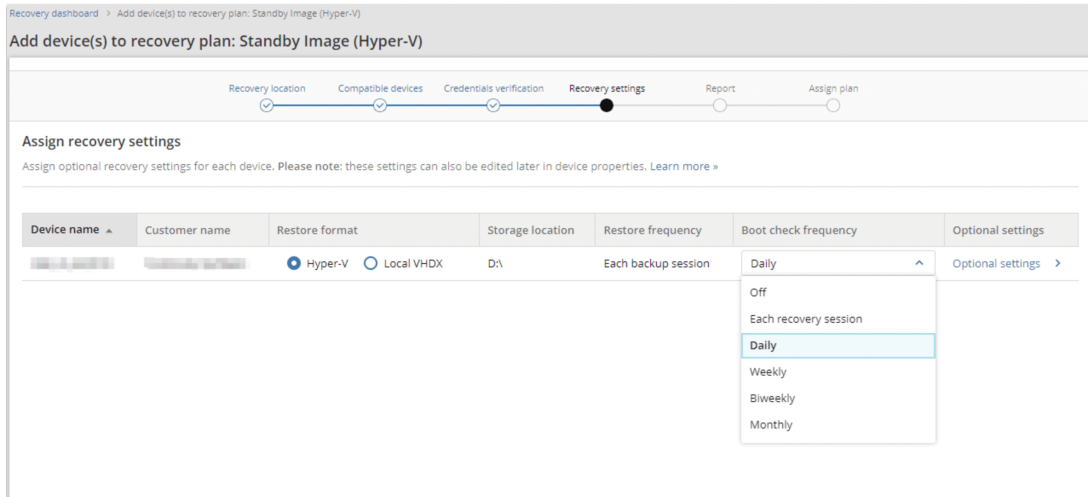 Recovery dashboard > Add device(s) to recovery plan: Standby Image (Hyper-V)
Add device(s) to recovery plan: Standby Image (Hyper-V)
Recovery location Compatible devices Credentials verification Recovery settings Report Assign plan
Assign recovery settings
Assign optional recovery settings for each device. Please note: these settings can also be edited later in device properties. Learn more »
Device name Customer name Restore format Storage location Restore frequency Boot check frequency Optional settings
Hyper-V Local VHDX D:\ Each backup session Daily Optional settings >
Off
Each recovery session
Daily
Weekly
Biweekly
Monthly